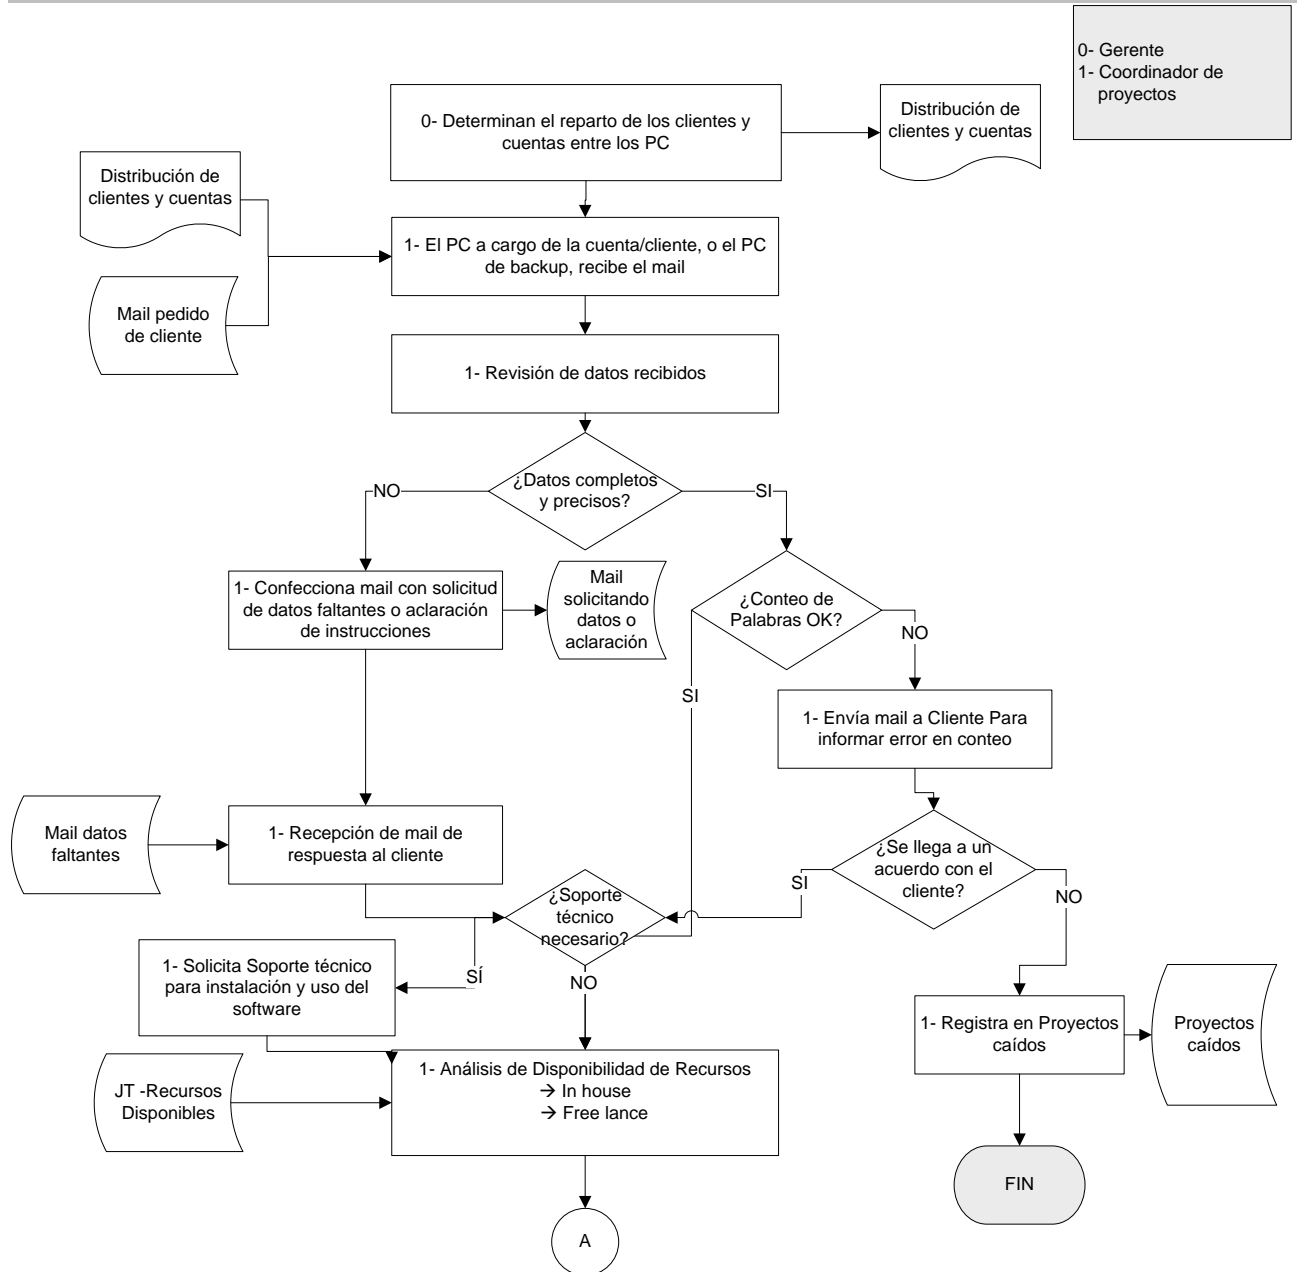 0- Gerente
1- Coordinador de
proyectos
0- Determinan el reparto de los clientes y
cuentas entre los PC
Distribución de
clientes y cuentas
Distribución de
clientes y cuentas
1- El PC a cargo de la cuenta/cliente, o el PC
de backup, recibe el mail
Mail pedido
de cliente
1- Revisión de datos recibidos
¿Datos completos
y precisos?
NO
SI
1- Confecciona mail con solicitud
de datos faltantes o aclaración
de instrucciones
Mail
solicitando
datos o
aclaración
¿Conteo de
Palabras OK?
NO
SI
1- Envía mail a Cliente Para
informar error en conteo
Mail datos
faltantes
1- Recepción de mail de
respuesta al cliente
¿Se llega a un
acuerdo con el
cliente?
SI
NO
¿Soporte
técnico
necesario?
SÍ
NO
1- Solicita Soporte técnico
para instalación y uso del
software
1- Registra en Proyectos
caídos
Proyectos
caídos
JT -Recursos
Disponibles
1- Análisis de Disponibilidad de Recursos
→ In house
→ Free lance
FIN
A